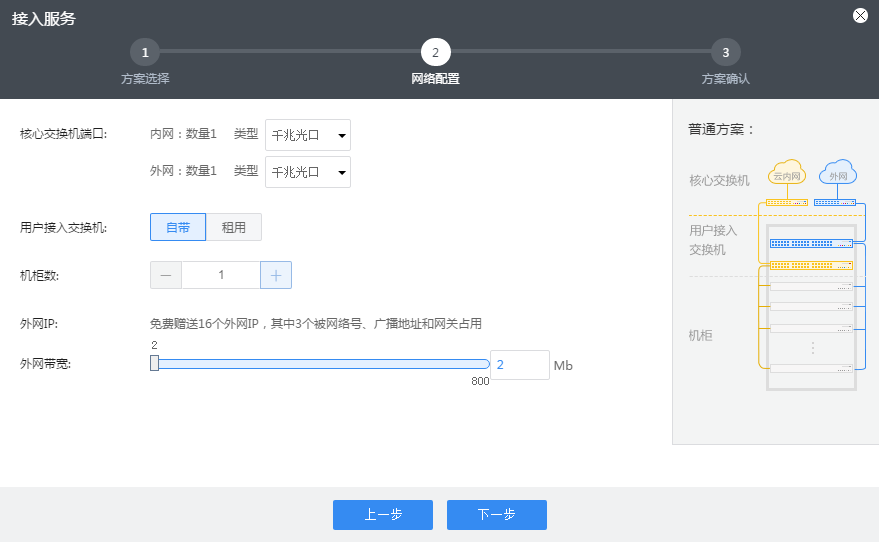 接入服务
1
2
3
方案选择
网络配置
方案确认
核心交换机端口:
内网：数量1 类型 千兆光口
外网：数量1 类型 千兆光口
用户接入交换机:
自带
租用
机柜数:
1
外网IP:
免费赠送16个外网IP，其中3个被网络号、广播地址和网关占用
外网带宽:
2
800
2
Mb
普通方案：
核心交换机
云内网
外网
用户接入
交换机
机柜
上一步
下一步